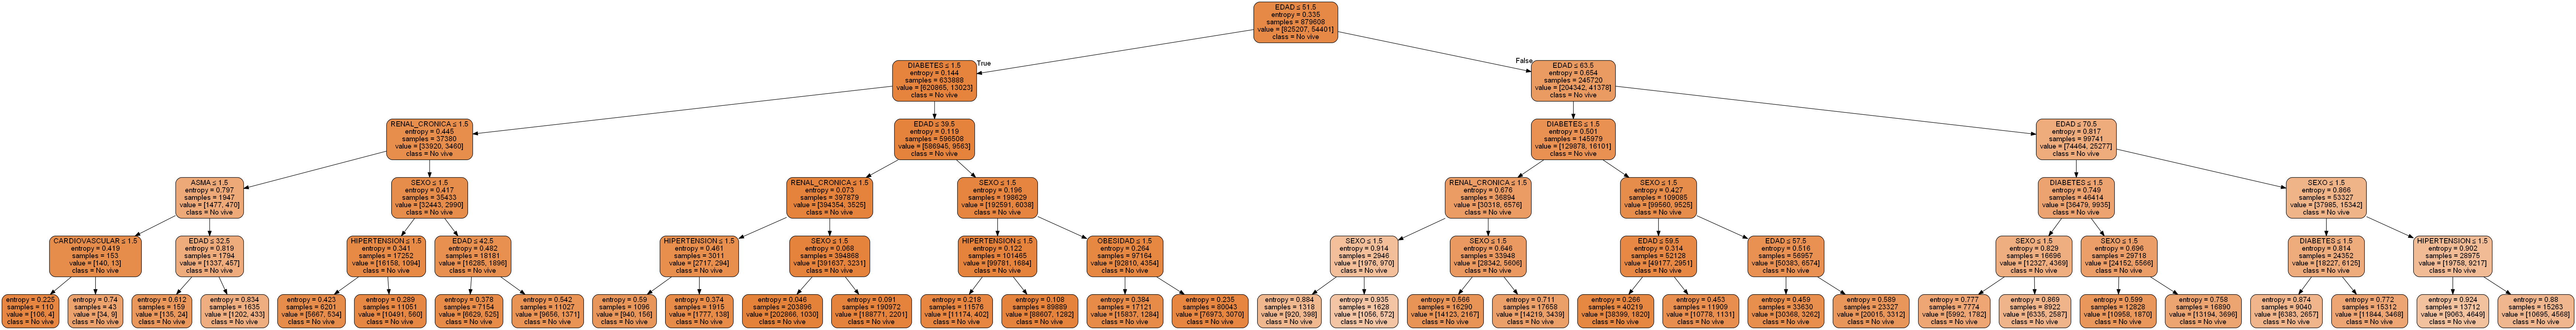 EDAD ≤ 51.5
entropy = 0.335
samples = 879608
value = [825207, 54401]
class = No vive
True
False
DIABETES ≤ 1.5
entropy = 0.144
samples = 633888
value = [620865, 13023]
class = No vive
EDAD ≤ 63.5
entropy = 0.654
samples = 245720
value = [204342, 41378]
class = No vive
RENAL_CRONICA ≤ 1.5
entropy = 0.445
samples = 37380
value = [33920, 3460]
class = No vive
EDAD ≤ 39.5
entropy = 0.119
samples = 596508
value = [586945, 9563]
class = No vive
DIABETES ≤ 1.5
entropy = 0.501
samples = 145979
value = [129878, 16101]
class = No vive
EDAD ≤ 70.5
entropy = 0.817
samples = 99741
value = [74464, 25277]
class = No vive
ASMA ≤ 1.5
entropy = 0.797
samples = 1947
value = [1477, 470]
class = No vive
SEXO ≤ 1.5
entropy = 0.417
samples = 35433
value = [32443, 2990]
class = No vive
RENAL_CRONICA ≤ 1.5
entropy = 0.073
samples = 397879
value = [394354, 3525]
class = No vive
SEXO ≤ 1.5
entropy = 0.196
samples = 198629
value = [192591, 6038]
class = No vive
RENAL_CRONICA ≤ 1.5
entropy = 0.676
samples = 36894
value = [30318, 6576]
class = No vive
SEXO ≤ 1.5
entropy = 0.427
samples = 109085
value = [99560, 9525]
class = No vive
DIABETES ≤ 1.5
entropy = 0.749
samples = 46414
value = [36479, 9935]
class = No vive
SEXO ≤ 1.5
entropy = 0.866
samples = 53327
value = [37985, 15342]
class = No vive
CARDIOVASCULAR ≤ 1.5
entropy = 0.419
samples = 153
value = [140, 13]
class = No vive
EDAD ≤ 32.5
entropy = 0.819
samples = 1794
value = [1337, 457]
class = No vive
HIPERTENSION ≤ 1.5
entropy = 0.341
samples = 17252
value = [16158, 1094]
class = No vive
EDAD ≤ 42.5
entropy = 0.482
samples = 18181
value = [16285, 1896]
class = No vive
HIPERTENSION ≤ 1.5
entropy = 0.461
samples = 3011
value = [2717, 294]
class = No vive
SEXO ≤ 1.5
entropy = 0.068
samples = 394868
value = [391637, 3231]
class = No vive
HIPERTENSION ≤ 1.5
entropy = 0.122
samples = 101465
value = [99781, 1684]
class = No vive
OBESIDAD ≤ 1.5
entropy = 0.264
samples = 97164
value = [92810, 4354]
class = No vive
SEXO ≤ 1.5
entropy = 0.914
samples = 2946
value = [1976, 970]
class = No vive
SEXO ≤ 1.5
entropy = 0.646
samples = 33948
value = [28342, 5606]
class = No vive
EDAD ≤ 59.5
entropy = 0.314
samples = 52128
value = [49177, 2951]
class = No vive
EDAD ≤ 57.5
entropy = 0.516
samples = 56957
value = [50383, 6574]
class = No vive
SEXO ≤ 1.5
entropy = 0.829
samples = 16696
value = [12327, 4369]
class = No vive
SEXO ≤ 1.5
entropy = 0.696
samples = 29718
value = [24152, 5566]
class = No vive
DIABETES ≤ 1.5
entropy = 0.814
samples = 24352
value = [18227, 6125]
class = No vive
HIPERTENSION ≤ 1.5
entropy = 0.902
samples = 28975
value = [19758, 9217]
class = No vive
entropy = 0.225
samples = 110
value = [106, 4]
class = No vive
entropy = 0.74
samples = 43
value = [34, 9]
class = No vive
entropy = 0.612
samples = 159
value = [135, 24]
class = No vive
entropy = 0.834
samples = 1635
value = [1202, 433]
class = No vive
entropy = 0.423
samples = 6201
value = [5667, 534]
class = No vive
entropy = 0.289
samples = 11051
value = [10491, 560]
class = No vive
entropy = 0.378
samples = 7154
value = [6629, 525]
class = No vive
entropy = 0.542
samples = 11027
value = [9656, 1371]
class = No vive
entropy = 0.59
samples = 1096
value = [940, 156]
class = No vive
entropy = 0.374
samples = 1915
value = [1777, 138]
class = No vive
entropy = 0.046
samples = 203896
value = [202866, 1030]
class = No vive
entropy = 0.091
samples = 190972
value = [188771, 2201]
class = No vive
entropy = 0.218
samples = 11576
value = [11174, 402]
class = No vive
entropy = 0.108
samples = 89889
value = [88607, 1282]
class = No vive
entropy = 0.384
samples = 17121
value = [15837, 1284]
class = No vive
entropy = 0.235
samples = 80043
value = [76973, 3070]
class = No vive
entropy = 0.884
samples = 1318
value = [920, 398]
class = No vive
entropy = 0.935
samples = 1628
value = [1056, 572]
class = No vive
entropy = 0.566
samples = 16290
value = [14123, 2167]
class = No vive
entropy = 0.711
samples = 17658
value = [14219, 3439]
class = No vive
entropy = 0.266
samples = 40219
value = [38399, 1820]
class = No vive
entropy = 0.453
samples = 11909
value = [10778, 1131]
class = No vive
entropy = 0.459
samples = 33630
value = [30368, 3262]
class = No vive
entropy = 0.589
samples = 23327
value = [20015, 3312]
class = No vive
entropy = 0.777
samples = 7774
value = [5992, 1782]
class = No vive
entropy = 0.869
samples = 8922
value = [6335, 2587]
class = No vive
entropy = 0.599
samples = 12828
value = [10958, 1870]
class = No vive
entropy = 0.758
samples = 16890
value = [13194, 3696]
class = No vive
entropy = 0.874
samples = 9040
value = [6383, 2657]
class = No vive
entropy = 0.772
samples = 15312
value = [11844, 3468]
class = No vive
entropy = 0.924
samples = 13712
value = [9063, 4649]
class = No vive
entropy = 0.88
samples = 15263
value = [10695, 4568]
class = No vive